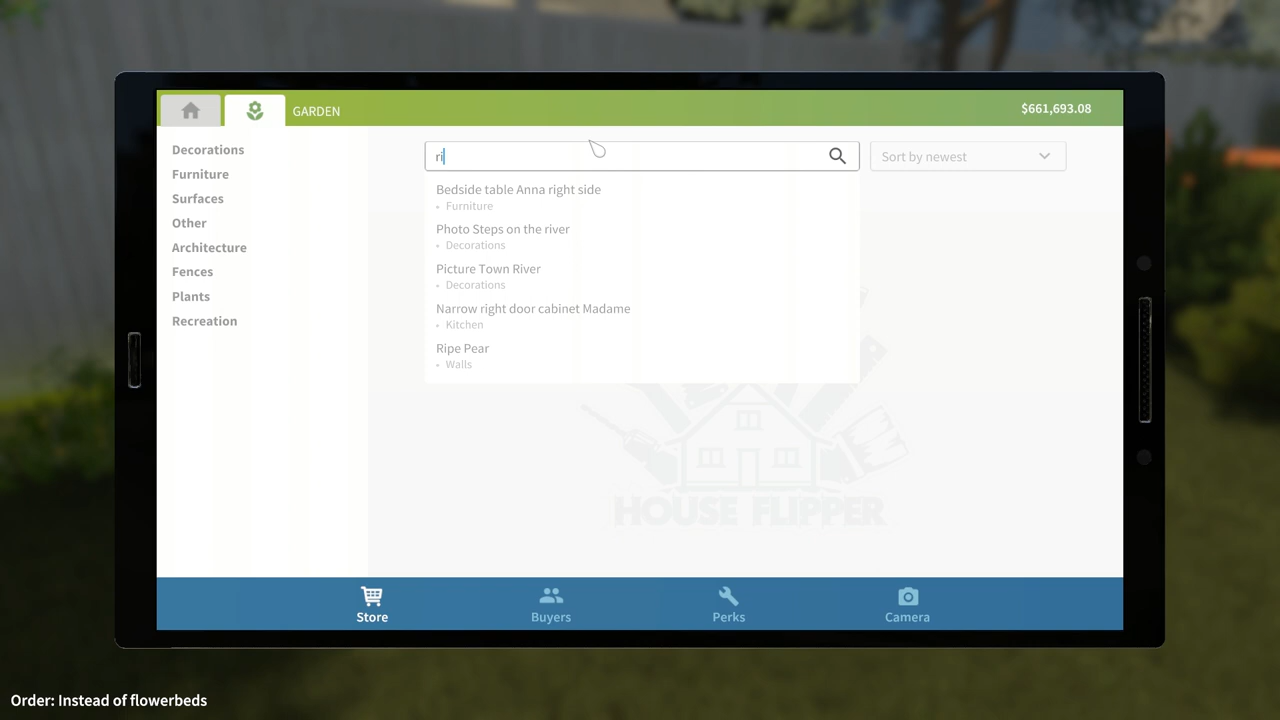 GARDEN
$661,693.08
Decorations
Furniture
Surfaces
Other
Architecture
Fences
Plants
Recreation
ri
Sort by newest
Bedside table Anna right side
• Furniture
Photo Steps on the river
• Decorations
Picture Town River
• Decorations
Narrow right door cabinet Madame
• Kitchen
Ripe Pear
• Walls
HOUSE FLIPPER
Store
Buyers
Perks
Camera
Order: Instead of flowerbeds